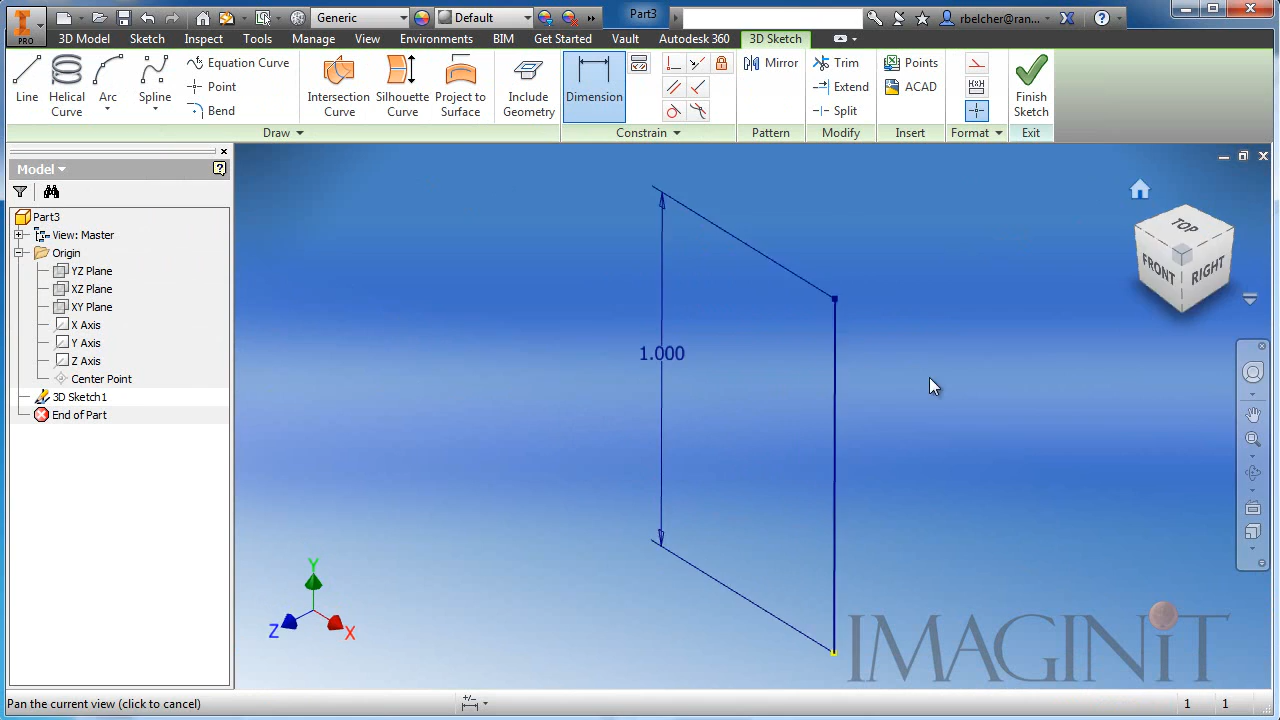 Generic
Default
Part3
rbelcher@ran...
PRO
3D Model
Sketch
Inspect
Tools
Manage
View
Environments
BIM
Get Started
Vault
Autodesk 360
3D Sketch
Line
Helical
Curve
Arc
Spline
Equation Curve
Point
Bend
Intersection
Curve
Silhouette
Curve
Project to
Surface
Include
Geometry
Dimension
Mirror
Trim
Extend
Split
Points
ACAD
Finish
Sketch
Draw
Constrain
Pattern
Modify
Insert
Format
Exit
Model
Part3
View: Master
Origin
YZ Plane
XZ Plane
XY Plane
X Axis
Y Axis
Z Axis
Center Point
3D Sketch1
End of Part
1.000
TOP
FRONT
RIGHT
Y
Z
X
IMAGINiT
Pan the current view (click to cancel)
1
1